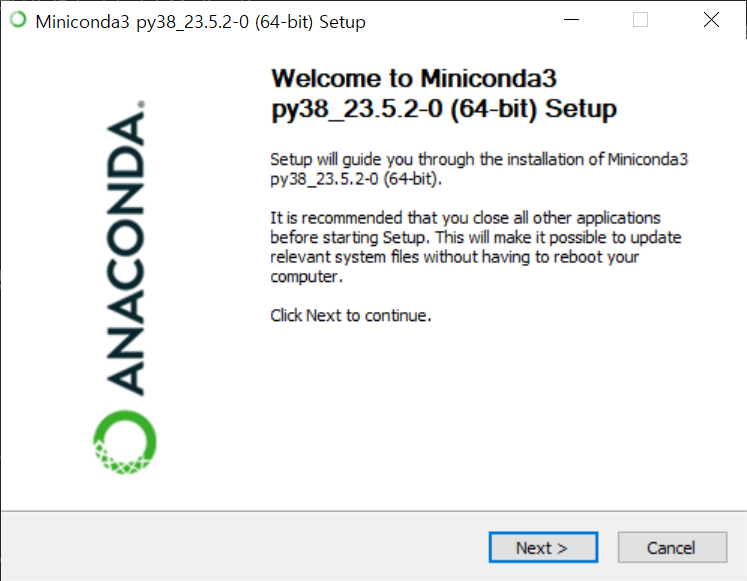 Miniconda3 py38_23.5.2-0 (64-bit) Setup
ANACONDA.
Welcome to Miniconda3
py38_23.5.2-0 (64-bit) Setup
Setup will guide you through the installation of Miniconda3
py38_23.5.2-0 (64-bit).
It is recommended that you close all other applications
before starting Setup. This will make it possible to update
relevant system files without having to reboot your
computer.
Click Next to continue.
Next >
Cancel